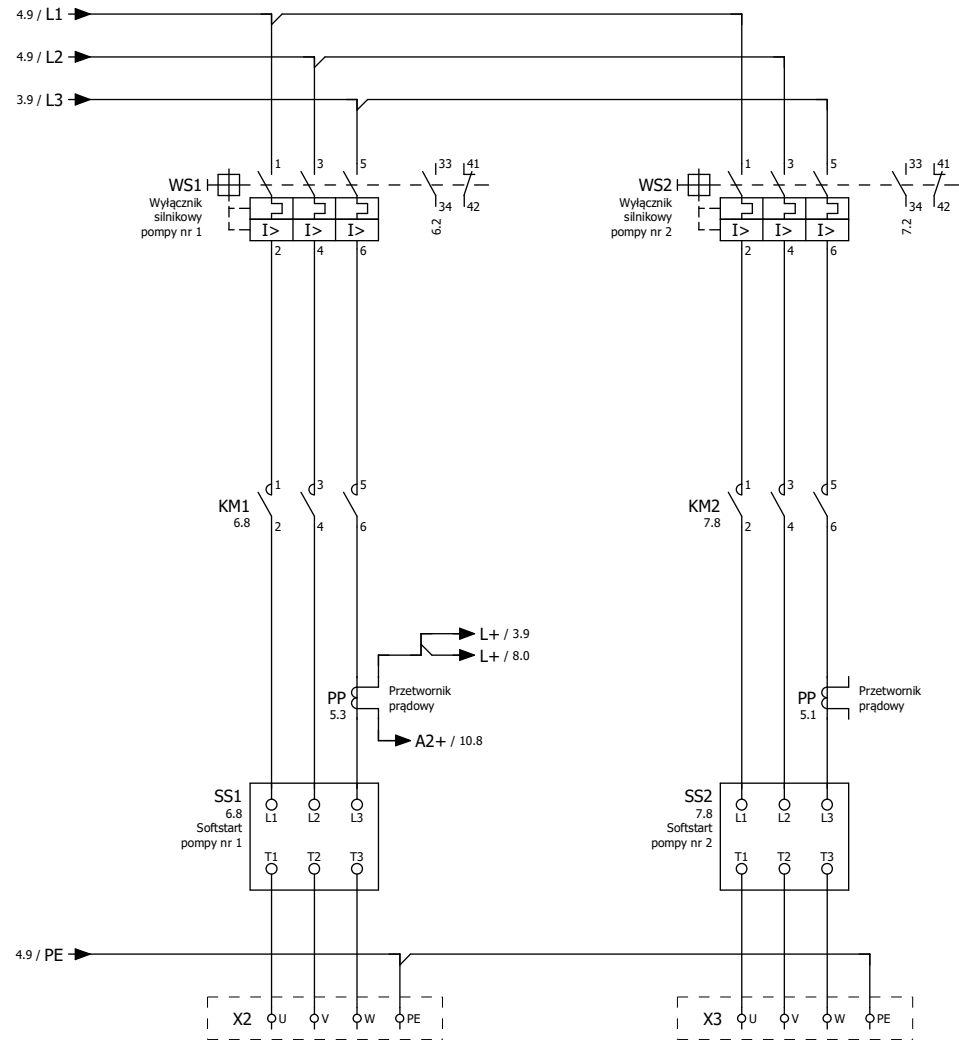 4.9 / L1
4.9 / L2
3.9 / L3
1 3 5
33 41
WS1
Wyłącznik
silnikowy
pompy nr 1
34 42
6.2
I> I> I>
2 4 6
1 3 5
33 41
WS2
Wyłącznik
silnikowy
pompy nr 2
34 42
7.2
I> I> I>
2 4 6
KM1
6.8
1 3 5
2 4 6
KM2
7.8
1 3 5
2 4 6
L+ / 3.9
L+ / 8.0
PP
5.3
Przetwornik
prądowy
A2+ / 10.8
PP
5.1
Przetwornik
prądowy
SS1
6.8
Softstart
pompy nr 1
L1 L2 L3
T1 T2 T3
SS2
7.8
Softstart
pompy nr 2
L1 L2 L3
T1 T2 T3
4.9 / PE
X2 U V W PE
X3 U V W PE